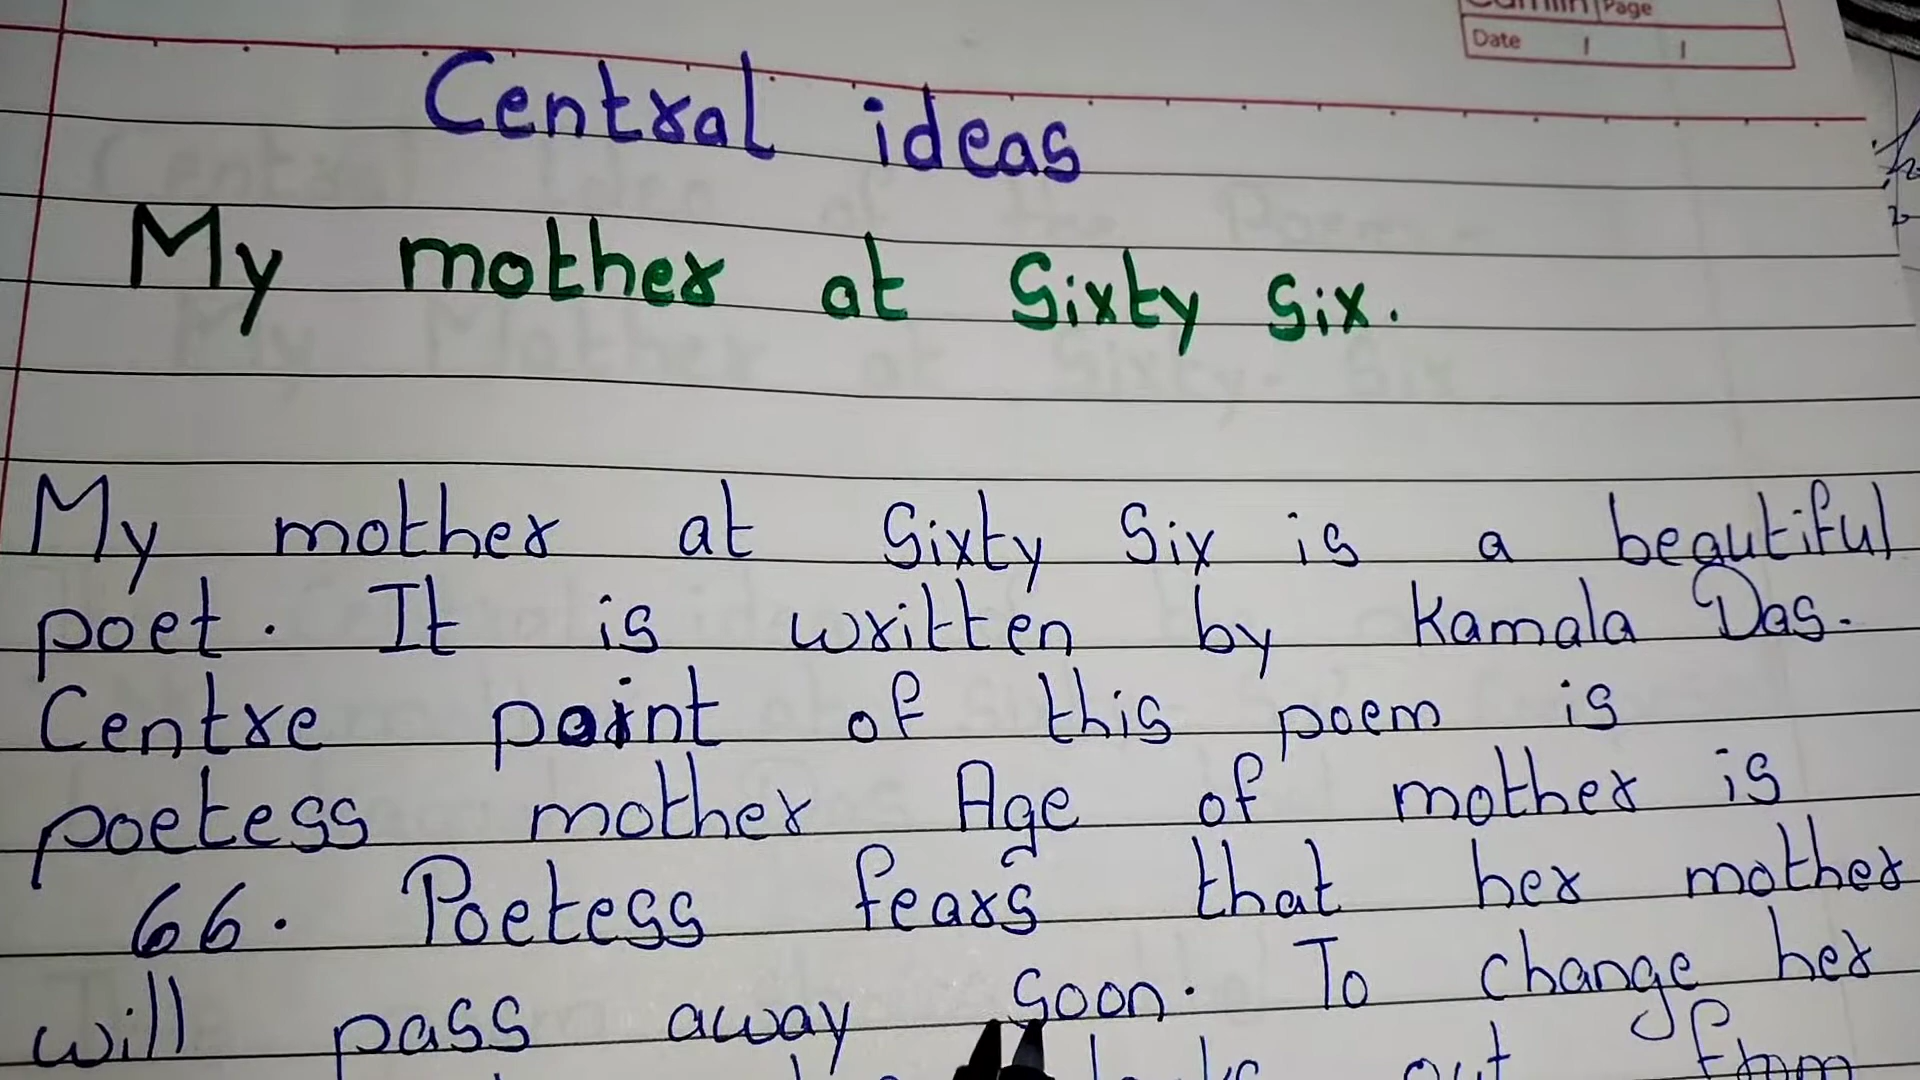 Page
Date
Central ideas
My mother at Sixty Six.
My mother at Sixty Six is a beautiful
poet. It is written by Kamala Das.
Centre point of this poem is
poetess mother Age of mother is
66. Poetess fears that her mother
will pass away soon. To change her
out from